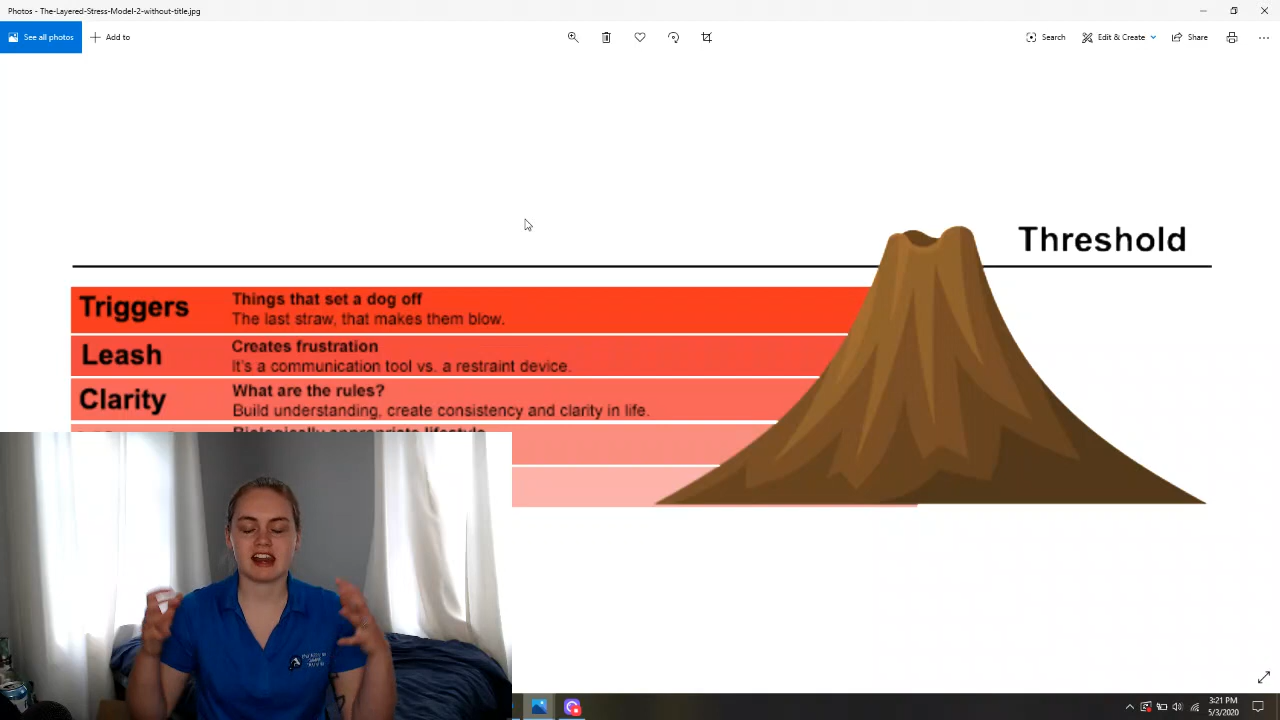 Photos - The-Layered-Stress-Model-2-without-title.jpg
See all photos
Add to
Search
Edit & Create
Share
Threshold
Triggers
Things that set a dog off
The last straw, that makes them blow.
Leash
Creates frustration
It's a communication tool vs. a restraint device.
Clarity
What are the rules?
Build understanding, create consistency and clarity in life.
Biologically appropriate lifestyle
3:21 PM
5/3/2020